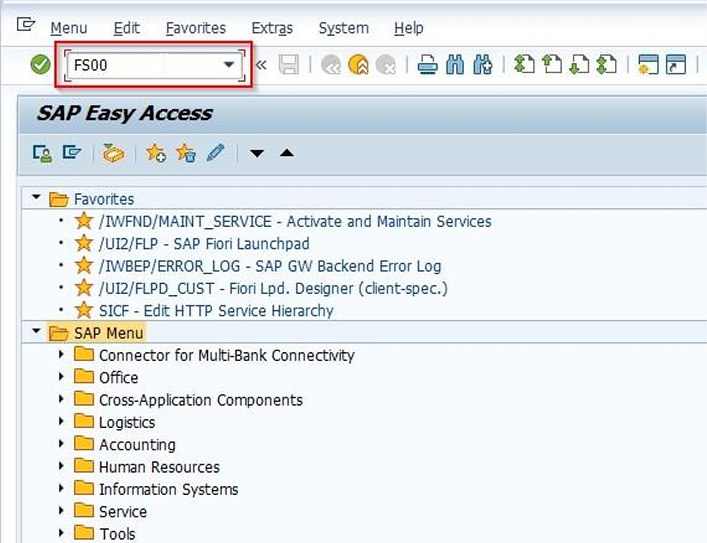 Menu Edit Favorites Extras System Help
FS00
SAP Easy Access
Favorites
/IWFND/MAINT_SERVICE - Activate and Maintain Services
/UI2/FLP - SAP Fiori Launchpad
/IWBEP/ERROR_LOG - SAP GW Backend Error Log
/UI2/FLPD_CUST - Fiori Lpd. Designer (client-spec.)
SICF - Edit HTTP Service Hierarchy
SAP Menu
Connector for Multi-Bank Connectivity
Office
Cross-Application Components
Logistics
Accounting
Human Resources
Information Systems
Service
Tools